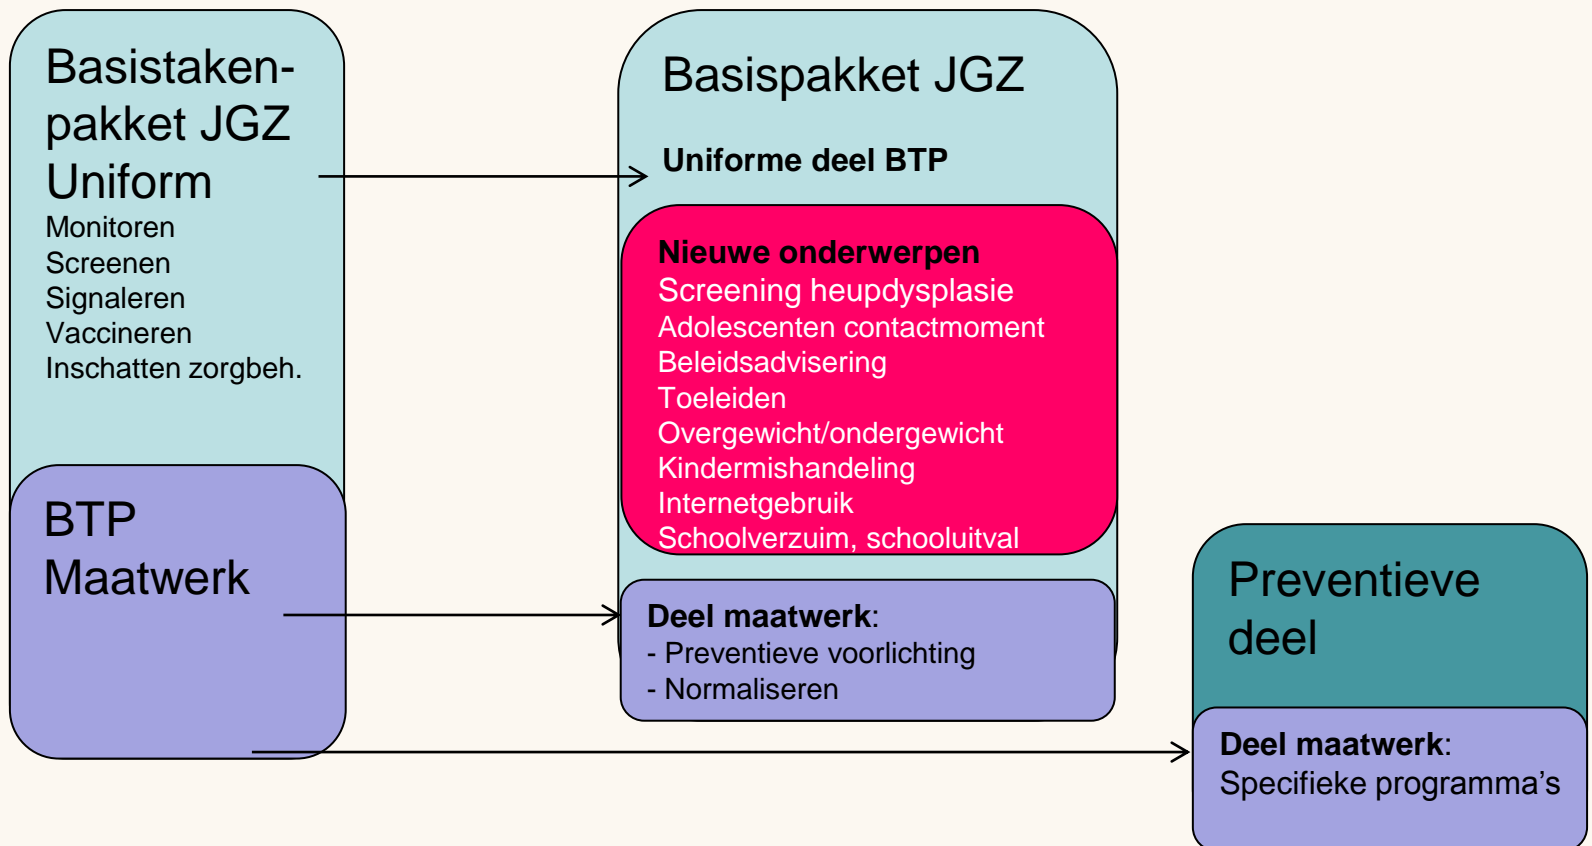 Basistaken-
pakket JGZ
Uniform
Monitoren
Screenen
Signaleren
Vaccineren
Inschatten zorgbeh.
BTP
Maatwerk
Basispakket JGZ
Uniforme deel BTP
Nieuwe onderwerpen
Screening heupdysplasie
Adolescenten contactmoment
Beleidsadvisering
Toeleiden
Overgewicht/ondergewicht
Kindermishandeling
Internetgebruik
Schoolverzuim, schooluitval
Deel maatwerk:
- Preventieve voorlichting
- Normaliseren
Preventieve
deel
Deel maatwerk:
Specifieke programma’s